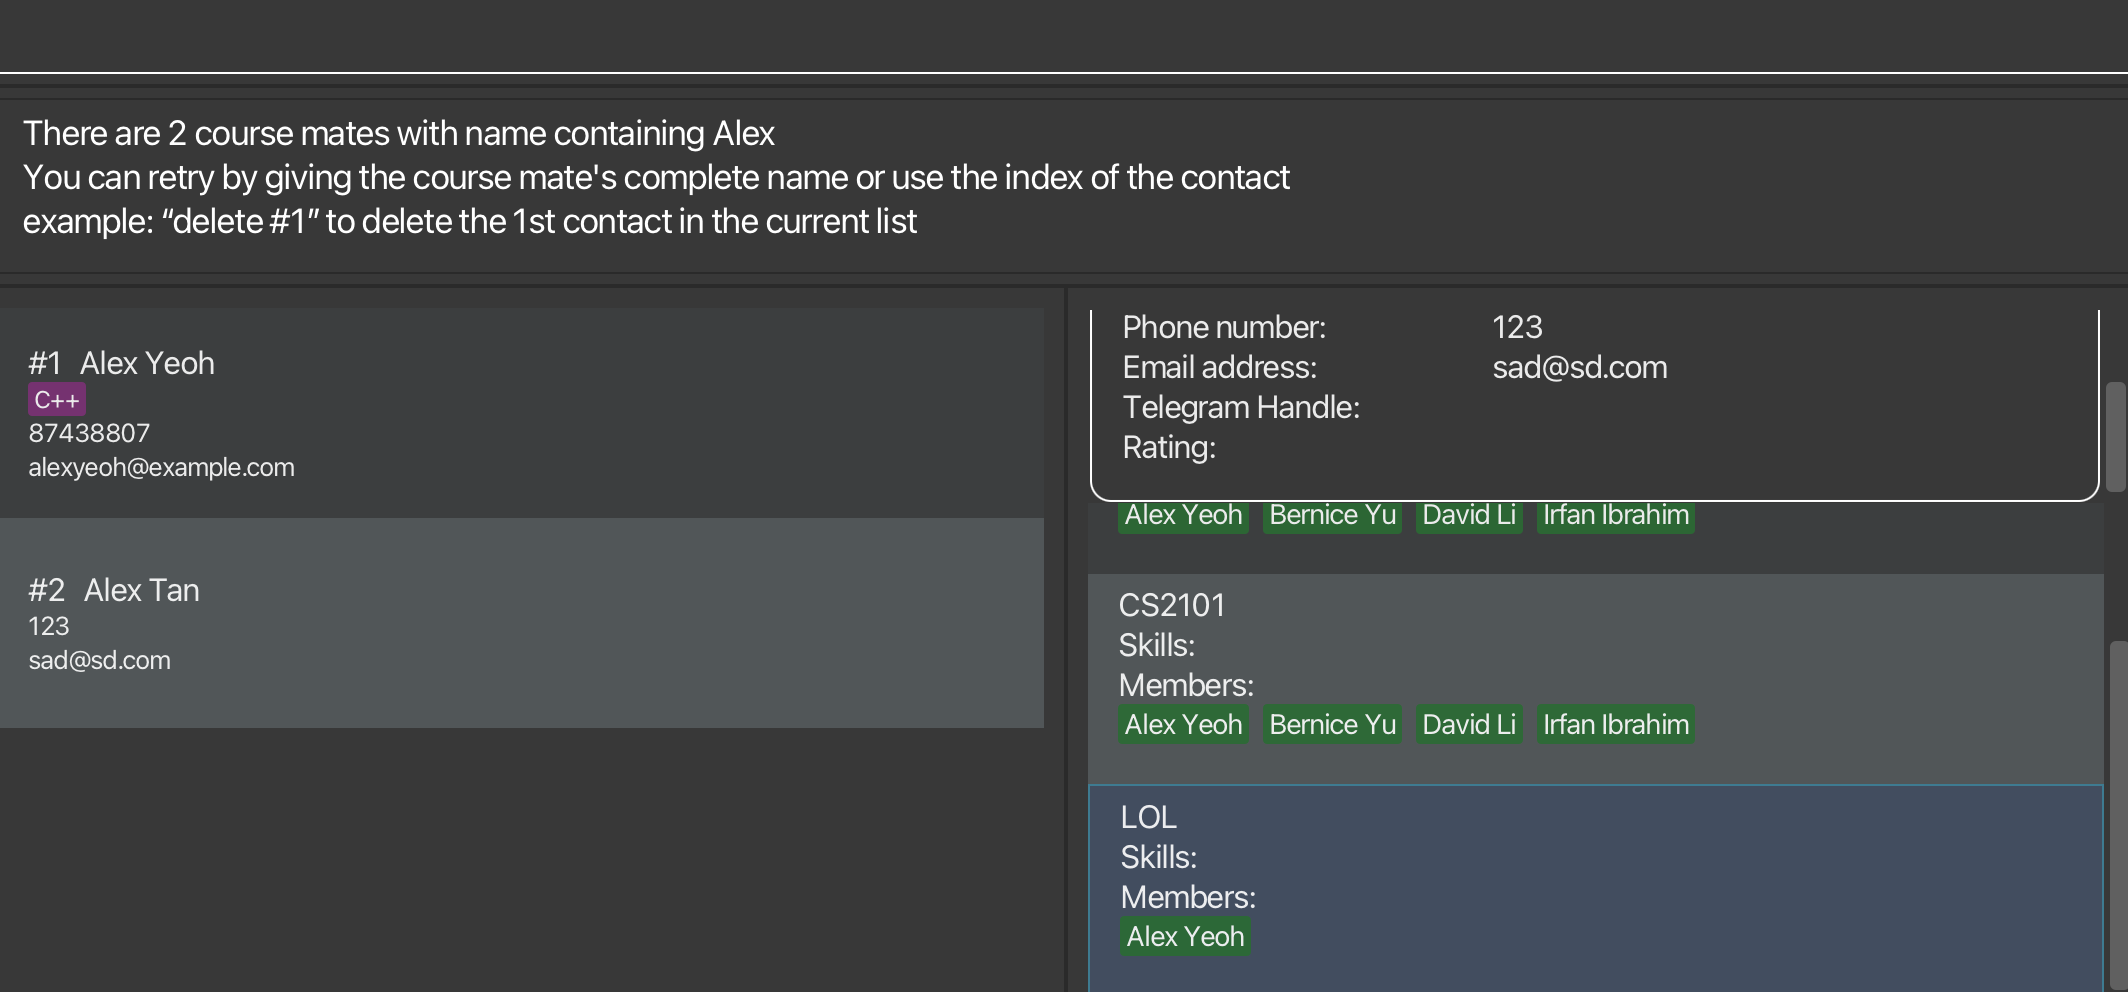 There are 2 course mates with name containing Alex
You can retry by giving the course mate's complete name or use the index of the contact
example: “delete #1” to delete the 1st contact in the current list
#1 Alex Yeoh
C++
87438807
alexyeoh@example.com
#2 Alex Tan
123
sad@sd.com
Phone number: 123
Email address: sad@sd.com
Telegram Handle:
Rating:
Alex Yeoh Bernice Yu David Li Irfan Ibrahim
CS2101
Skills:
Members:
Alex Yeoh Bernice Yu David Li Irfan Ibrahim
LOL
Skills:
Members:
Alex Yeoh